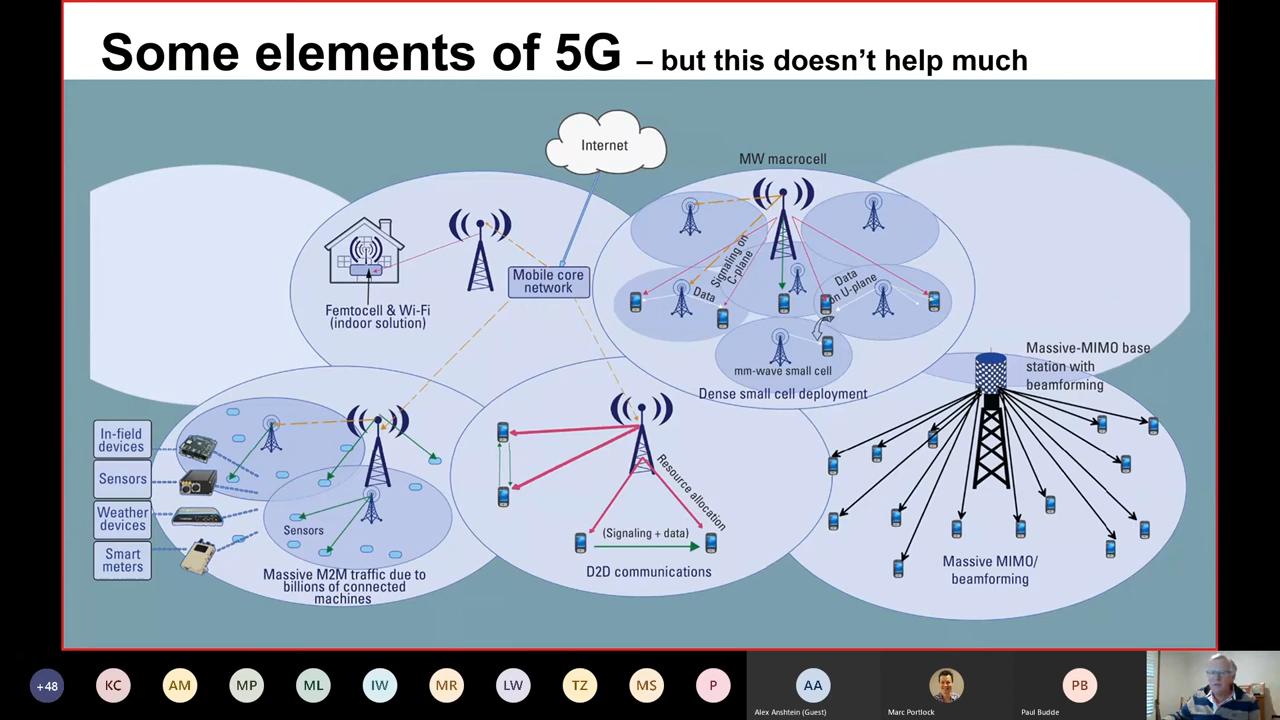 Some elements of 5G – but this doesn't help much
Internet
MW macrocell
Signaling on
C-plane
Data
Data
on U-plane
Mobile core
network
Femtocell & Wi-Fi
(indoor solution)
mm-wave small cell
Dense small cell deployment
Massive-MIMO base
station with
beamforming
In-field
devices
Sensors
Weather
devices
Smart
meters
Sensors
Massive M2M traffic due to
billions of connected
machines
Resource allocation
(Signaling + data)
D2D communications
Massive MIMO/
beamforming
+48
KC
AM
MP
ML
IW
MR
LW
TZ
MS
P
AA
Alex Anshtein (Guest)
Marc Portlock
PB
Paul Budde